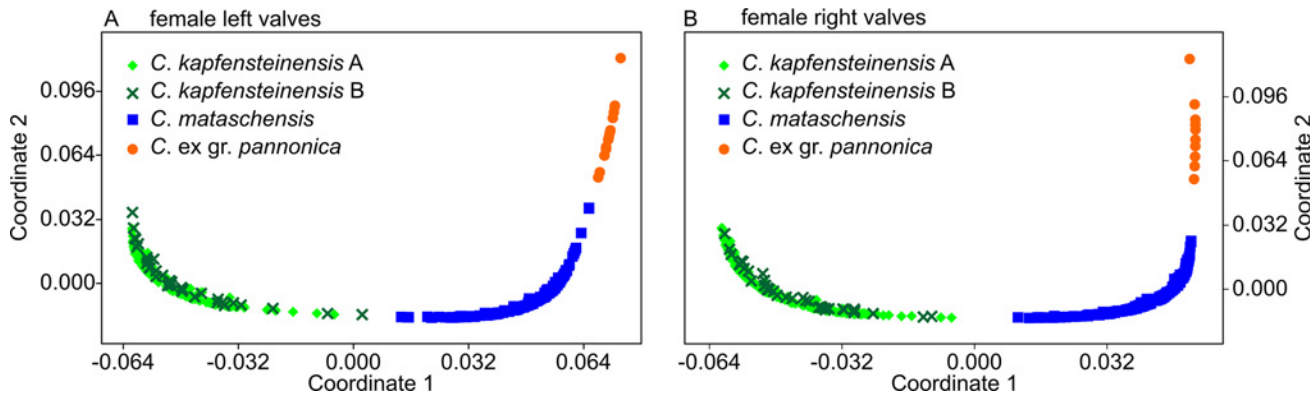 A female left valves
C. kapfensteinensis A
C. kapfensteinensis B
C. mataschensis
C. ex gr. pannonica
Coordinate 2
0.096
0.064
0.032
0.000
-0.064
-0.032
0.000
0.032
0.064
Coordinate 1
B female right valves
C. kapfensteinensis A
C. kapfensteinensis B
C. mataschensis
C. ex gr. pannonica
0.096
0.064
0.032
0.000
Coordinate 2
-0.064
-0.032
0.000
0.032
Coordinate 1